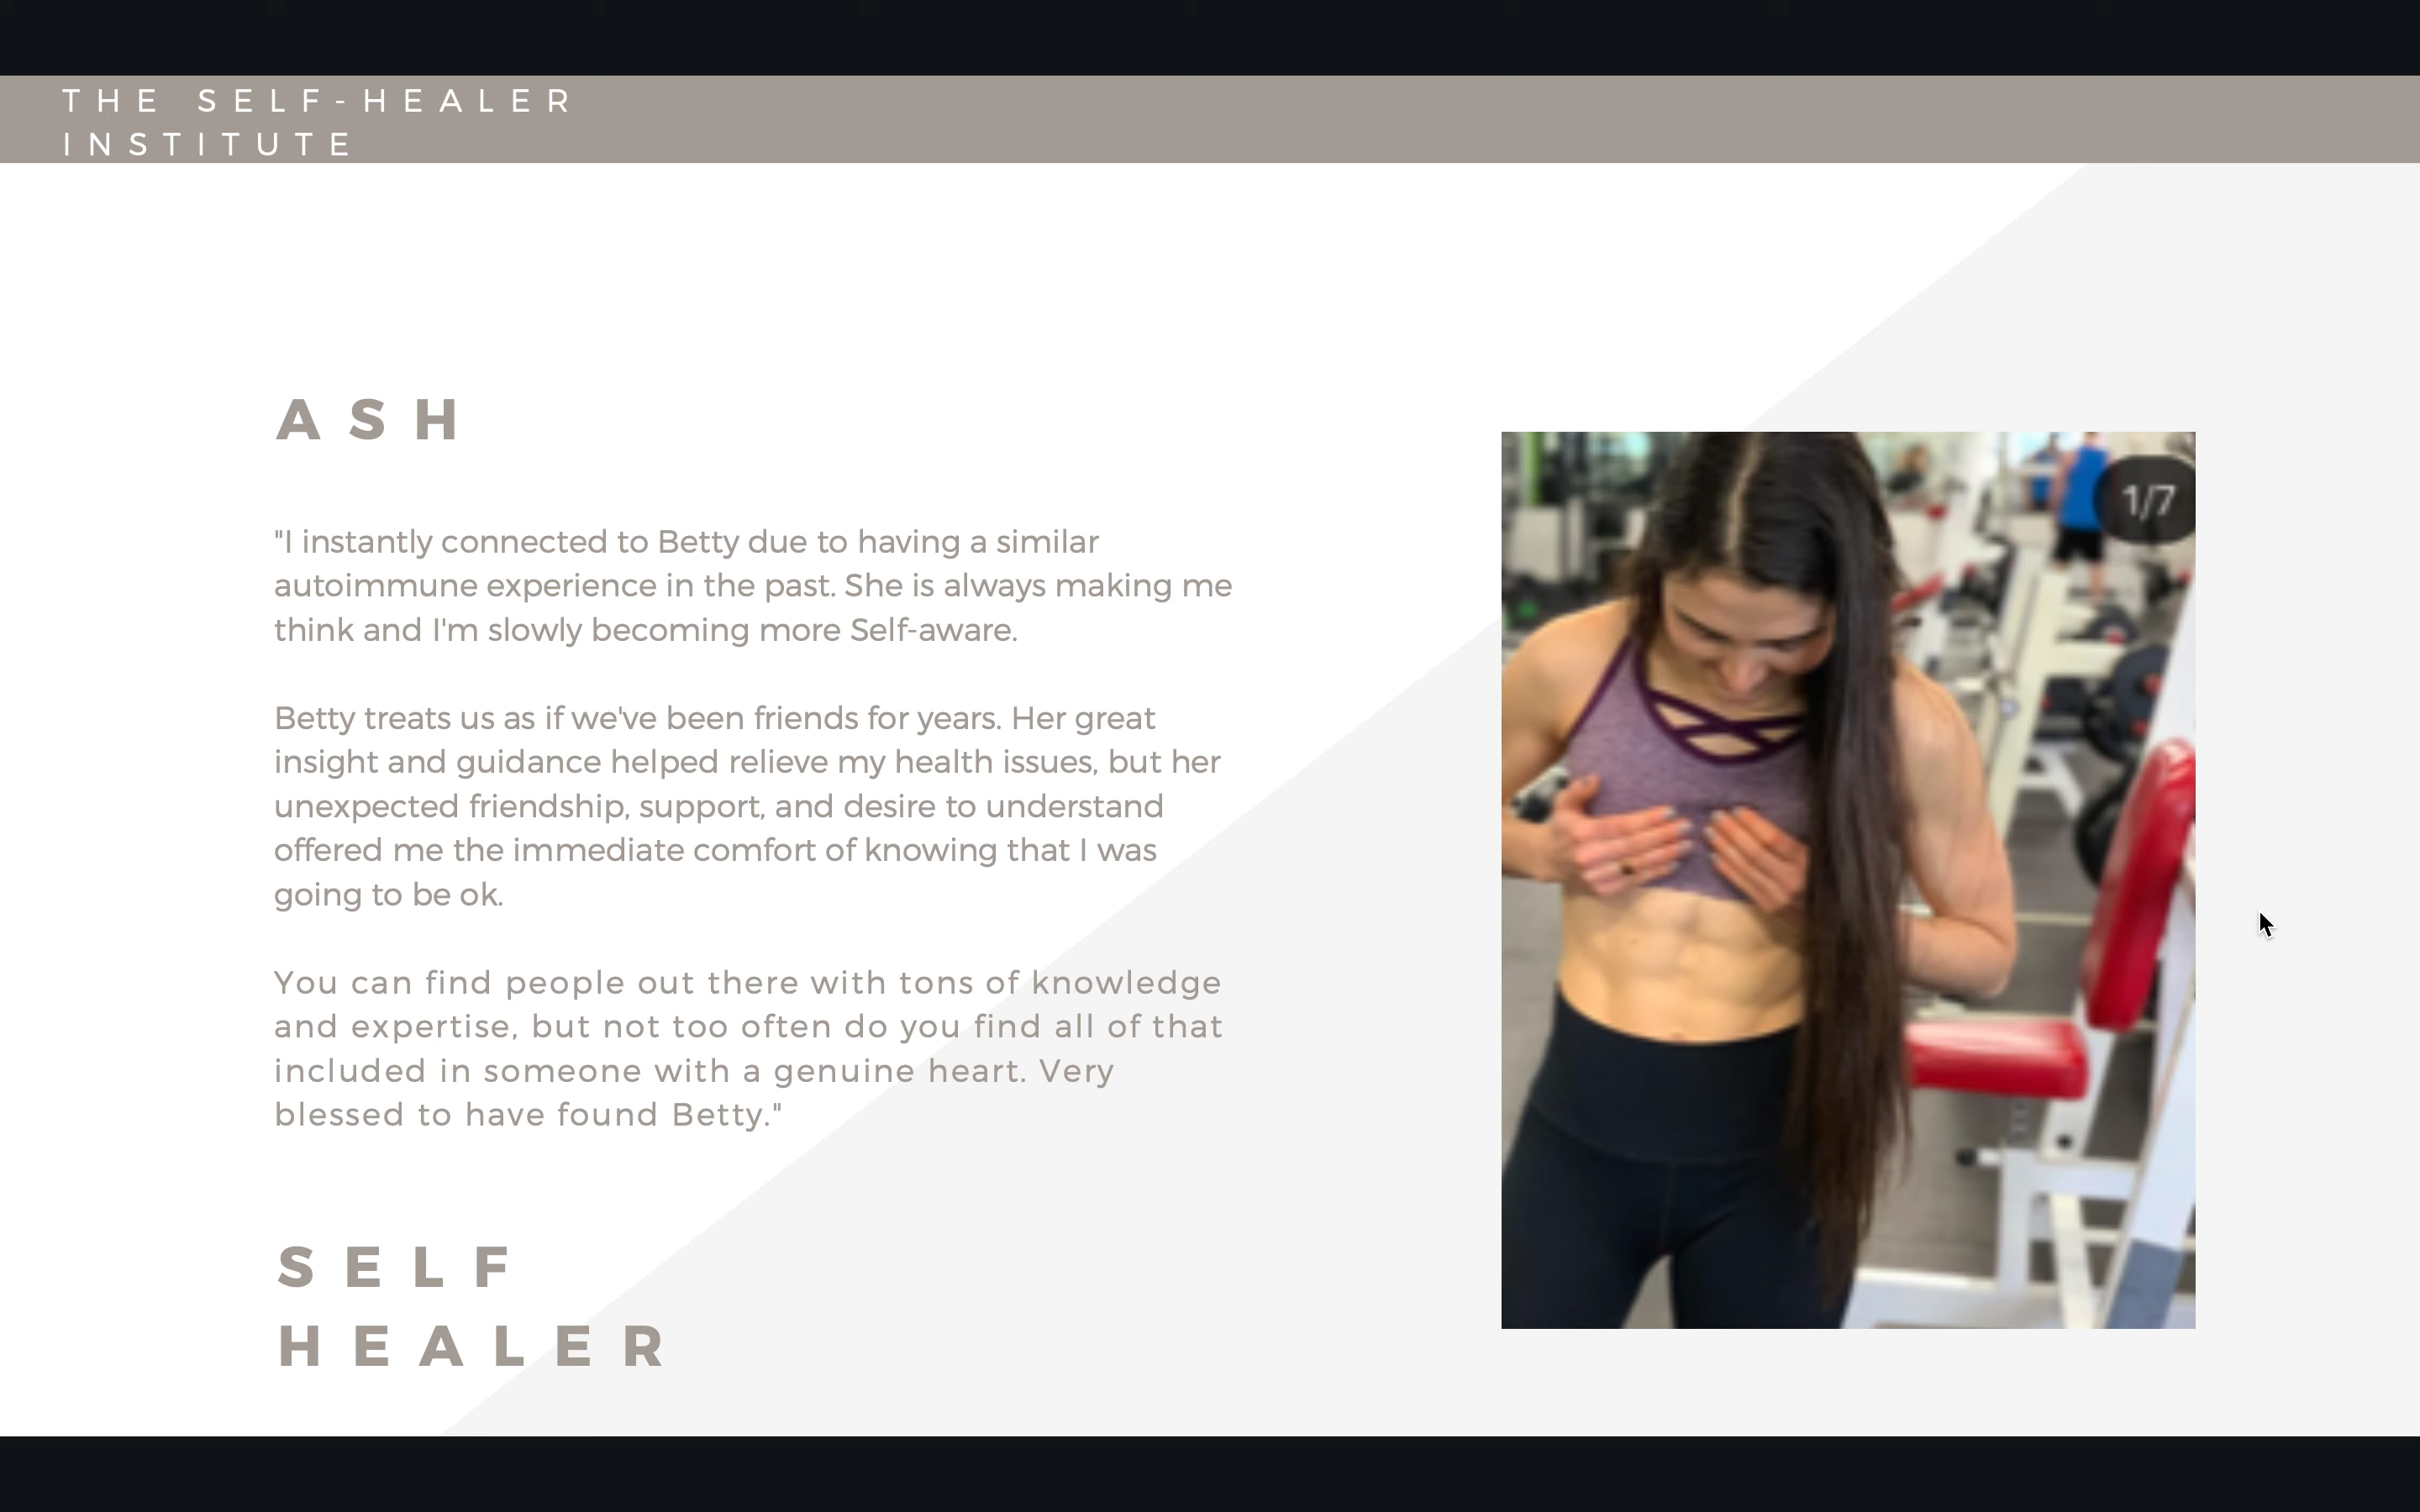 THE SELF-HEALER
INSTITUTE
ASH
"I instantly connected to Betty due to having a similar
autoimmune experience in the past. She is always making me
think and I'm slowly becoming more Self-aware.
Betty treats us as if we've been friends for years. Her great
insight and guidance helped relieve my health issues, but her
unexpected friendship, support, and desire to understand
offered me the immediate comfort of knowing that I was
going to be ok.
You can find people out there with tons of knowledge
and expertise, but not too often do you find all of that
included in someone with a genuine heart. Very
blessed to have found Betty."
SELF
HEALER
1/7